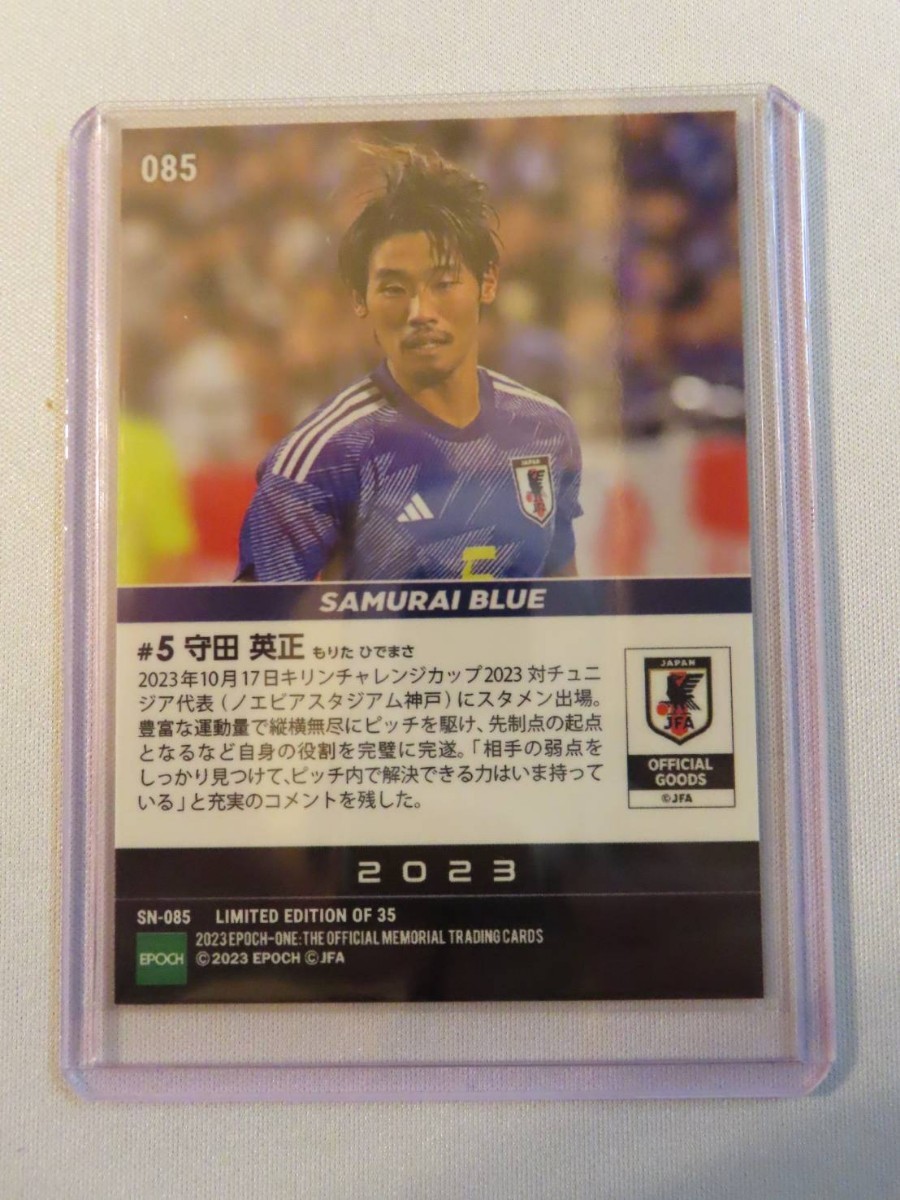 085
JAPAN
5
SAMURAI BLUE
#5 守田 英正 もりた ひでまさ
2023年10月17日キリンチャレンジカップ2023 対チュニ
ジア代表(ノエビアスタジアム神戸)にスタメン出場。
豊富な運動量で縦横無尽にピッチを駆け、先制点の起点
となるなど自身の役割を完璧に完遂。「相手の弱点を
しっかり見つけて、ピッチ内で解決できる力はいま持って
いる」と充実のコメントを残した。
JAPAN
JFA
OFFICIAL
GOODS
©JFA
2023
SN-085 LIMITED EDITION OF 35
EPOCH
2023 EPOCH-ONE:THE OFFICIAL MEMORIAL TRADING CARDS
©2023 EPOCH ©JFA